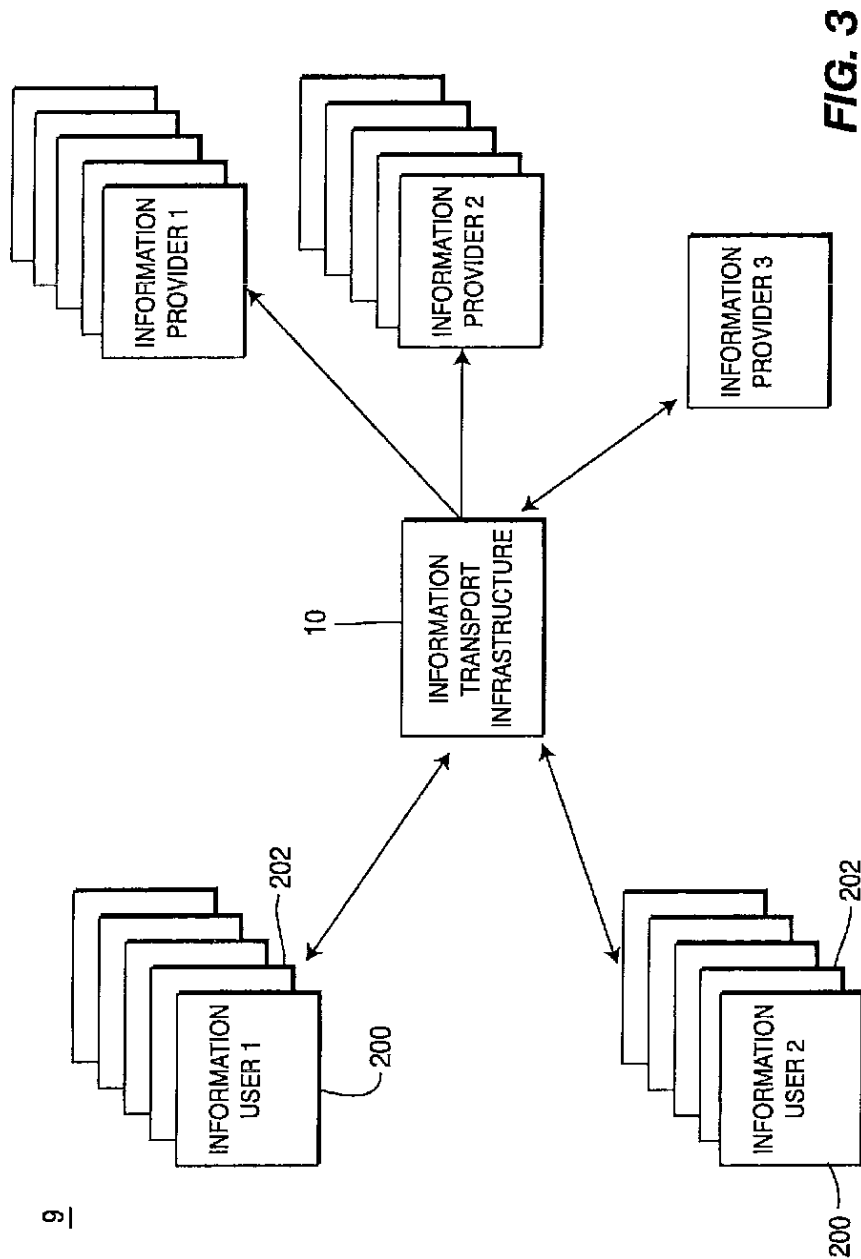 9
INFORMATION
USER 1
202
200
INFORMATION
USER 2
202
200
10
INFORMATION
TRANSPORT
INFRASTRUCTURE
INFORMATION
PROVIDER 1
INFORMATION
PROVIDER 2
INFORMATION
PROVIDER 3
FIG. 3